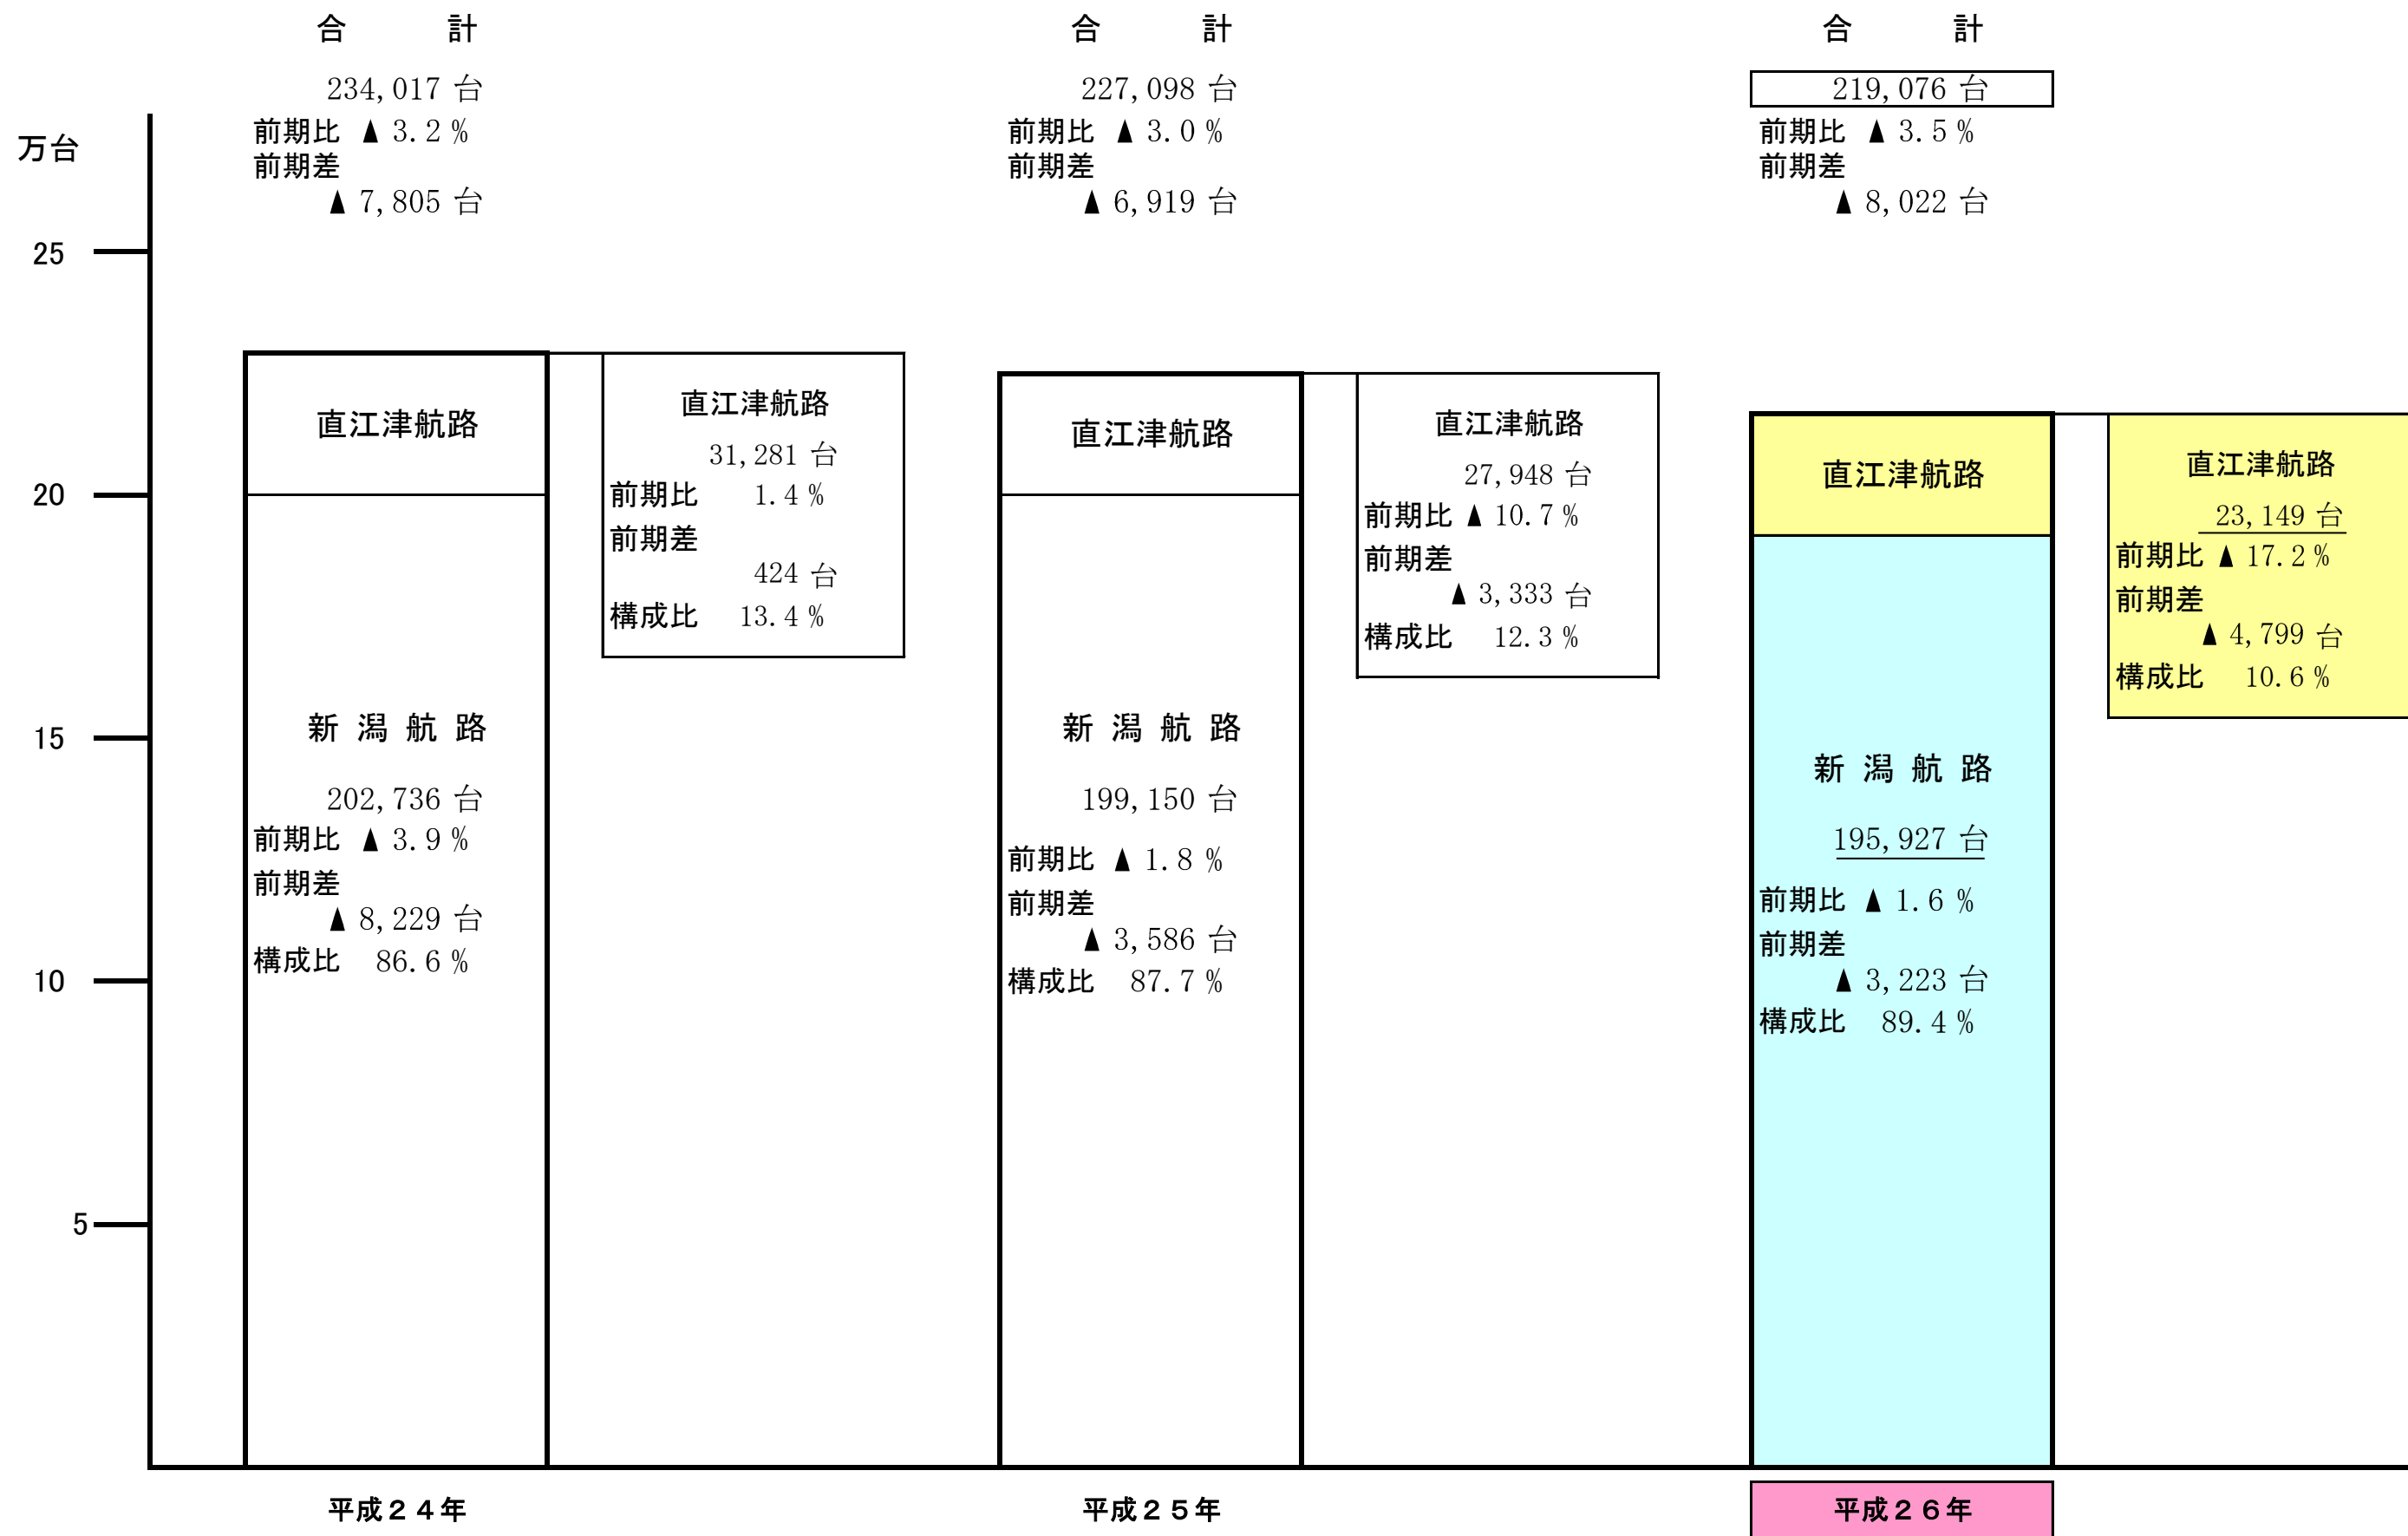 合 計
234,017 台
前期比 ▲ 3.2 %
前期差
▲ 7,805 台
合 計
227,098 台
前期比 ▲ 3.0 %
前期差
▲ 6,919 台
合 計
219,076 台
前期比 ▲ 3.5 %
前期差
▲ 8,022 台
万台
25
20
15
10
5
直江津航路
新 潟 航 路
202,736 台
前期比 ▲ 3.9 %
前期差
▲ 8,229 台
構成比 86.6 %
直江津航路
31,281 台
前期比 1.4 %
前期差
424 台
構成比 13.4 %
直江津航路
新 潟 航 路
199,150 台
前期比 ▲ 1.8 %
前期差
▲ 3,586 台
構成比 87.7 %
直江津航路
27,948 台
前期比 ▲ 10.7 %
前期差
▲ 3,333 台
構成比 12.3 %
直江津航路
新 潟 航 路
195,927 台
前期比 ▲ 1.6 %
前期差
▲ 3,223 台
構成比 89.4 %
直江津航路
23,149 台
前期比 ▲ 17.2 %
前期差
▲ 4,799 台
構成比 10.6 %
平成２４年
平成２５年
平成２６年